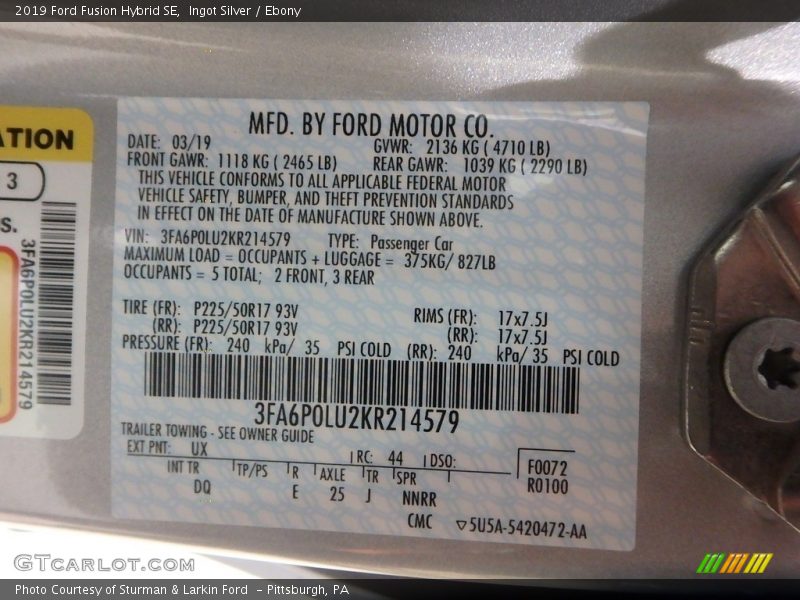 2019 Ford Fusion Hybrid SE, Ingot Silver / Ebony
ATION
3
S.
3FA6P0LU2KR214579
MFD. BY FORD MOTOR CO.
DATE: 03/19 GVWR: 2136 KG ( 4710 LB)
FRONT GAWR: 1118 KG ( 2465 LB) REAR GAWR: 1039 KG ( 2290 LB)
THIS VEHICLE CONFORMS TO ALL APPLICABLE FEDERAL MOTOR
VEHICLE SAFETY, BUMPER, AND THEFT PREVENTION STANDARDS
IN EFFECT ON THE DATE OF MANUFACTURE SHOWN ABOVE.
VIN: 3FA6P0LU2KR214579 TYPE: Passenger Car
MAXIMUM LOAD = OCCUPANTS + LUGGAGE = 375KG/ 827LB
OCCUPANTS = 5 TOTAL; 2 FRONT, 3 REAR
TIRE (FR): P225/50R17 93V RIMS (FR): 17x7.5J
(RR): P225/50R17 93V (RR): 17x7.5J
PRESSURE (FR): 240 kPa/ 35 PSI COLD (RR): 240 kPa/ 35 PSI COLD
3FA6P0LU2KR214579
TRAILER TOWING - SEE OWNER GUIDE
EXT PNT: UX RC: 44 DSO: F0072
INT TR TP/PS R AXLE TR SPR R0100
DQ E 25 J NNRR
CMC ▽5U5A-5420472-AA
GTCARLOT.COM
Photo Courtesy of Sturman & Larkin Ford - Pittsburgh, PA